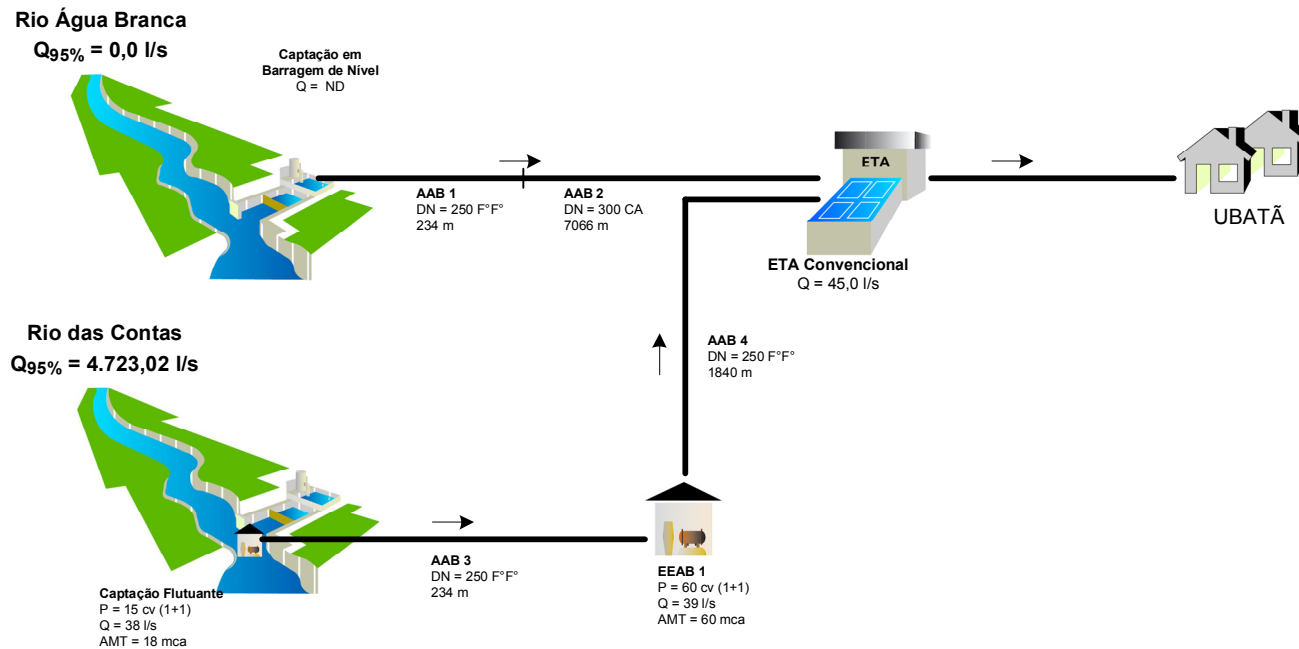 Rio Água Branca
Q95% = 0,0 l/s
Captação em
Barragem de Nível
Q = ND
AAB 1
DN = 250 F°F°
234 m
AAB 2
DN = 300 CA
7066 m
ETA
ETA Convencional
Q = 45,0 l/s
UBATÃ
Rio das Contas
Q95% = 4.723,02 l/s
AAB 4
DN = 250 F°F°
1840 m
AAB 3
DN = 250 F°F°
234 m
Captação Flutuante
P = 15 cv (1+1)
Q = 38 l/s
AMT = 18 mca
EEAB 1
P = 60 cv (1+1)
Q = 39 l/s
AMT = 60 mca